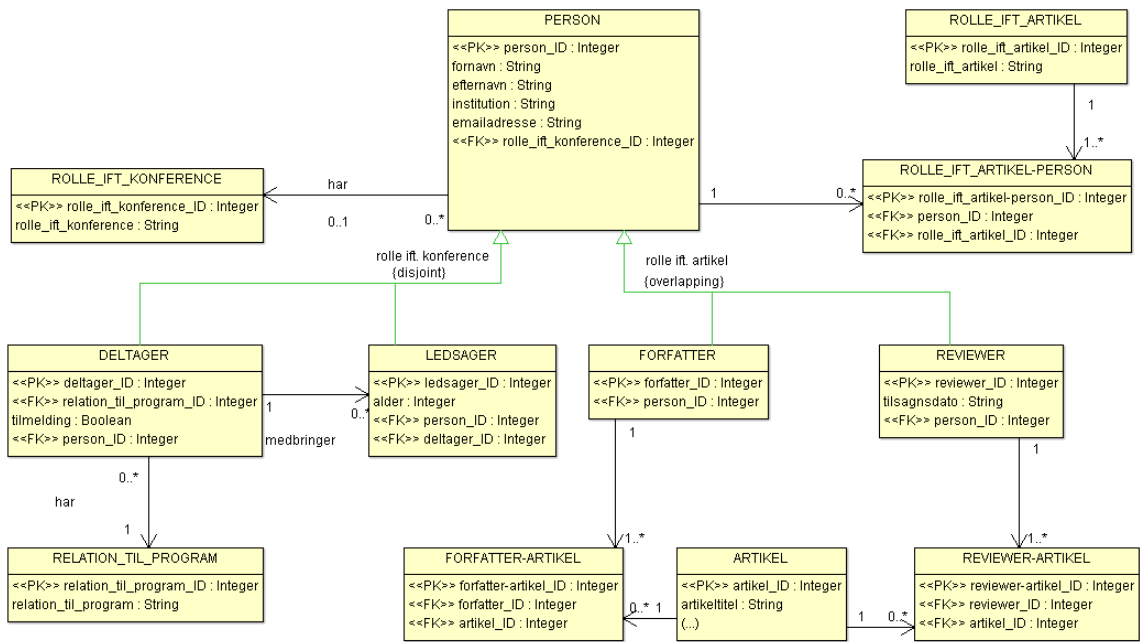 PERSON
<<PK>> person_ID : Integer
fornavn : String
efternavn : String
institution : String
emailadresse : String
<<FK>> rolle_ift_konference_ID : Integer
ROLLE_IFT_ARTIKEL
<<PK>> rolle_ift_artikel_ID : Integer
rolle_ift_artikel : String
1
1..*
ROLLE_IFT_KONFERENCE
<<PK>> rolle_ift_konference_ID : Integer
rolle_ift_konference : String
har
0..1
0..*
1
0..*
ROLLE_IFT_ARTIKEL-PERSON
<<PK>> rolle_ift_artikel-person_ID : Integer
<<FK>> person_ID : Integer
<<FK>> rolle_ift_artikel_ID : Integer
rolle ift. konference
{disjoint}
rolle ift. artikel
{overlapping}
DELTAGER
<<PK>> deltager_ID : Integer
<<FK>> relation_til_program_ID : Integer
tilmelding : Boolean
<<FK>> person_ID : Integer
1
0..*
medbringer
LEDSAGER
<<PK>> ledsager_ID : Integer
alder : Integer
<<FK>> person_ID : Integer
<<FK>> deltager_ID : Integer
FORFATTER
<<PK>> forfatter_ID : Integer
<<FK>> person_ID : Integer
REVIEWER
<<PK>> reviewer_ID : Integer
tilsagnsdato : String
<<FK>> person_ID : Integer
0..*
har
1
1
1..*
1
1..*
RELATION_TIL_PROGRAM
<<PK>> relation_til_program_ID : Integer
relation_til_program : String
FORFATTER-ARTIKEL
<<PK>> forfatter-artikel_ID : Integer
<<FK>> forfatter_ID : Integer
<<FK>> artikel_ID : Integer
0..*
1
ARTIKEL
<<PK>> artikel_ID : Integer
artikeltitel : String
(...)
1
0..*
REVIEWER-ARTIKEL
<<PK>> reviewer-artikel_ID : Integer
<<FK>> reviewer_ID : Integer
<<FK>> artikel_ID : Integer